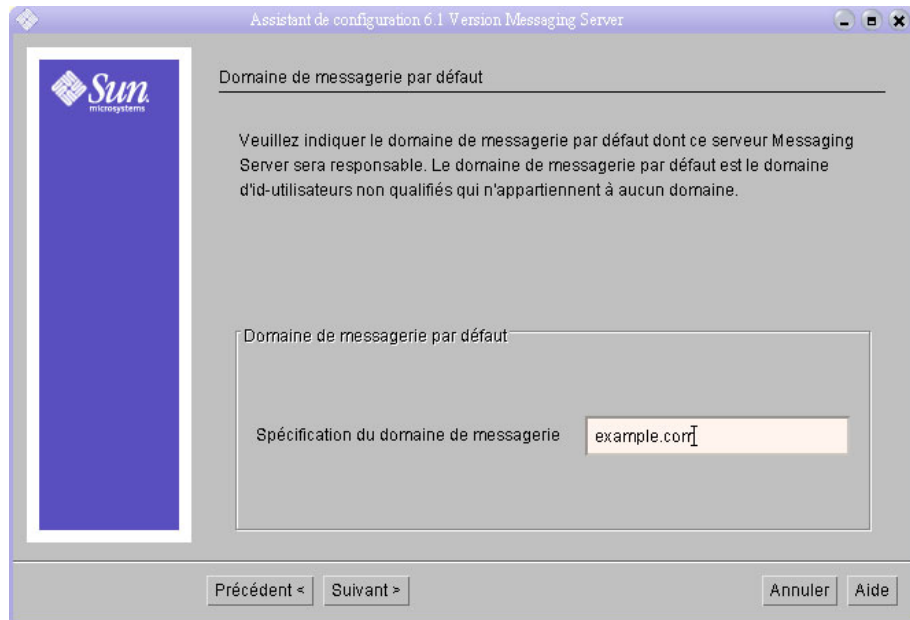 Assistant de configuration 6.1 Version Messaging Server
Sun
microsystems
Domaine de messagerie par défaut
Veuillez indiquer le domaine de messagerie par défaut dont ce serveur Messaging
Server sera responsable. Le domaine de messagerie par défaut est le domaine
d'id-utilisateurs non qualifiés qui n'appartiennent à aucun domaine.
Domaine de messagerie par défaut
Spécification du domaine de messagerie example.com
Précédent < Suivant > Annuler Aide